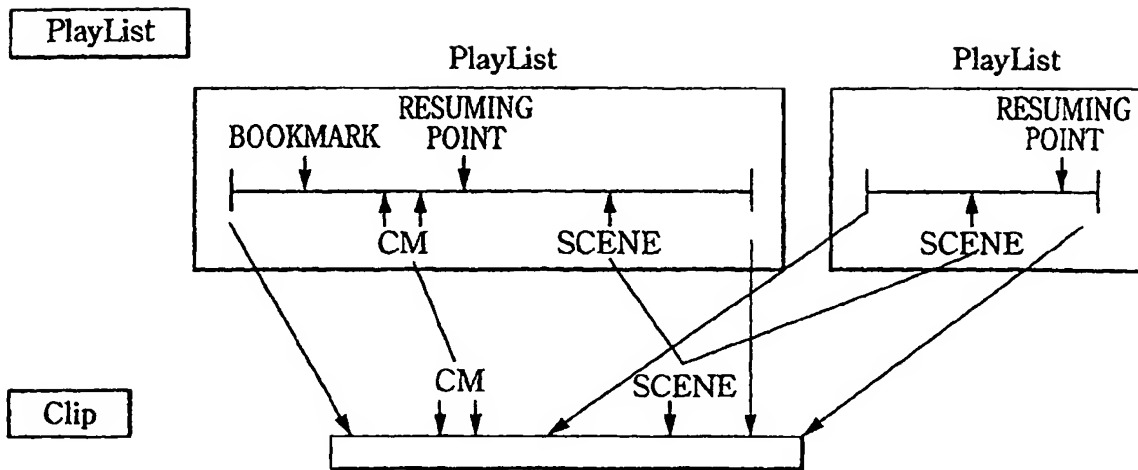 PlayList
PlayList
PlayList
RESUMING
POINT
BOOKMARK
CM
SCENE
RESUMING
POINT
SCENE
CM
SCENE
Clip